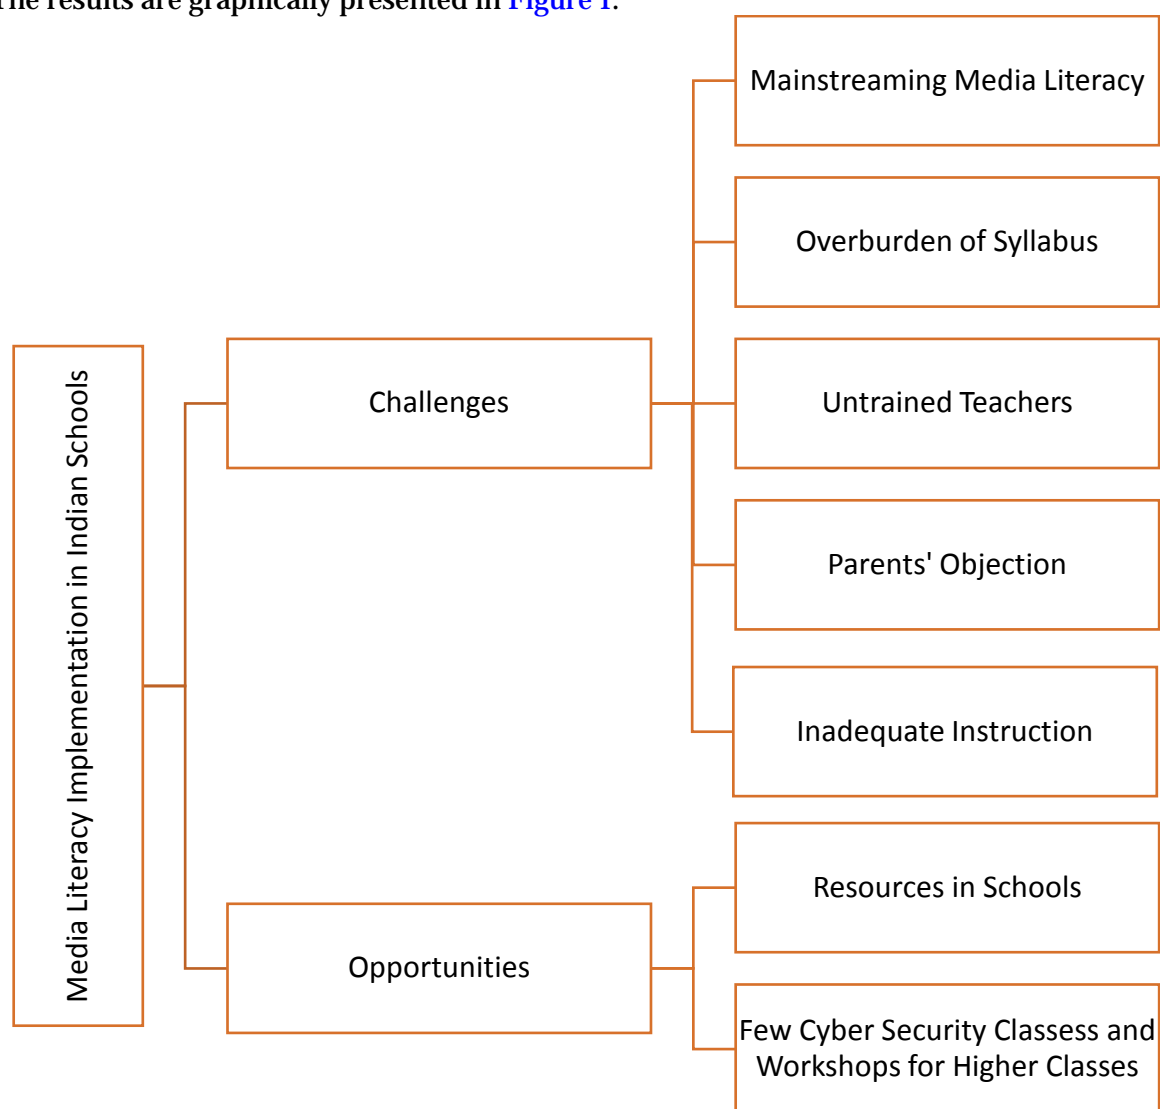 The results are graphically presented in Figure 1.
Mainstreaming Media Literacy
Overburden of Syllabus
Challenges
Untrained Teachers
Parents' Objection
Inadequate Instruction
Media Literacy Implementation in Indian Schools
Opportunities
Resources in Schools
Few Cyber Security Classess and
Workshops for Higher Classes